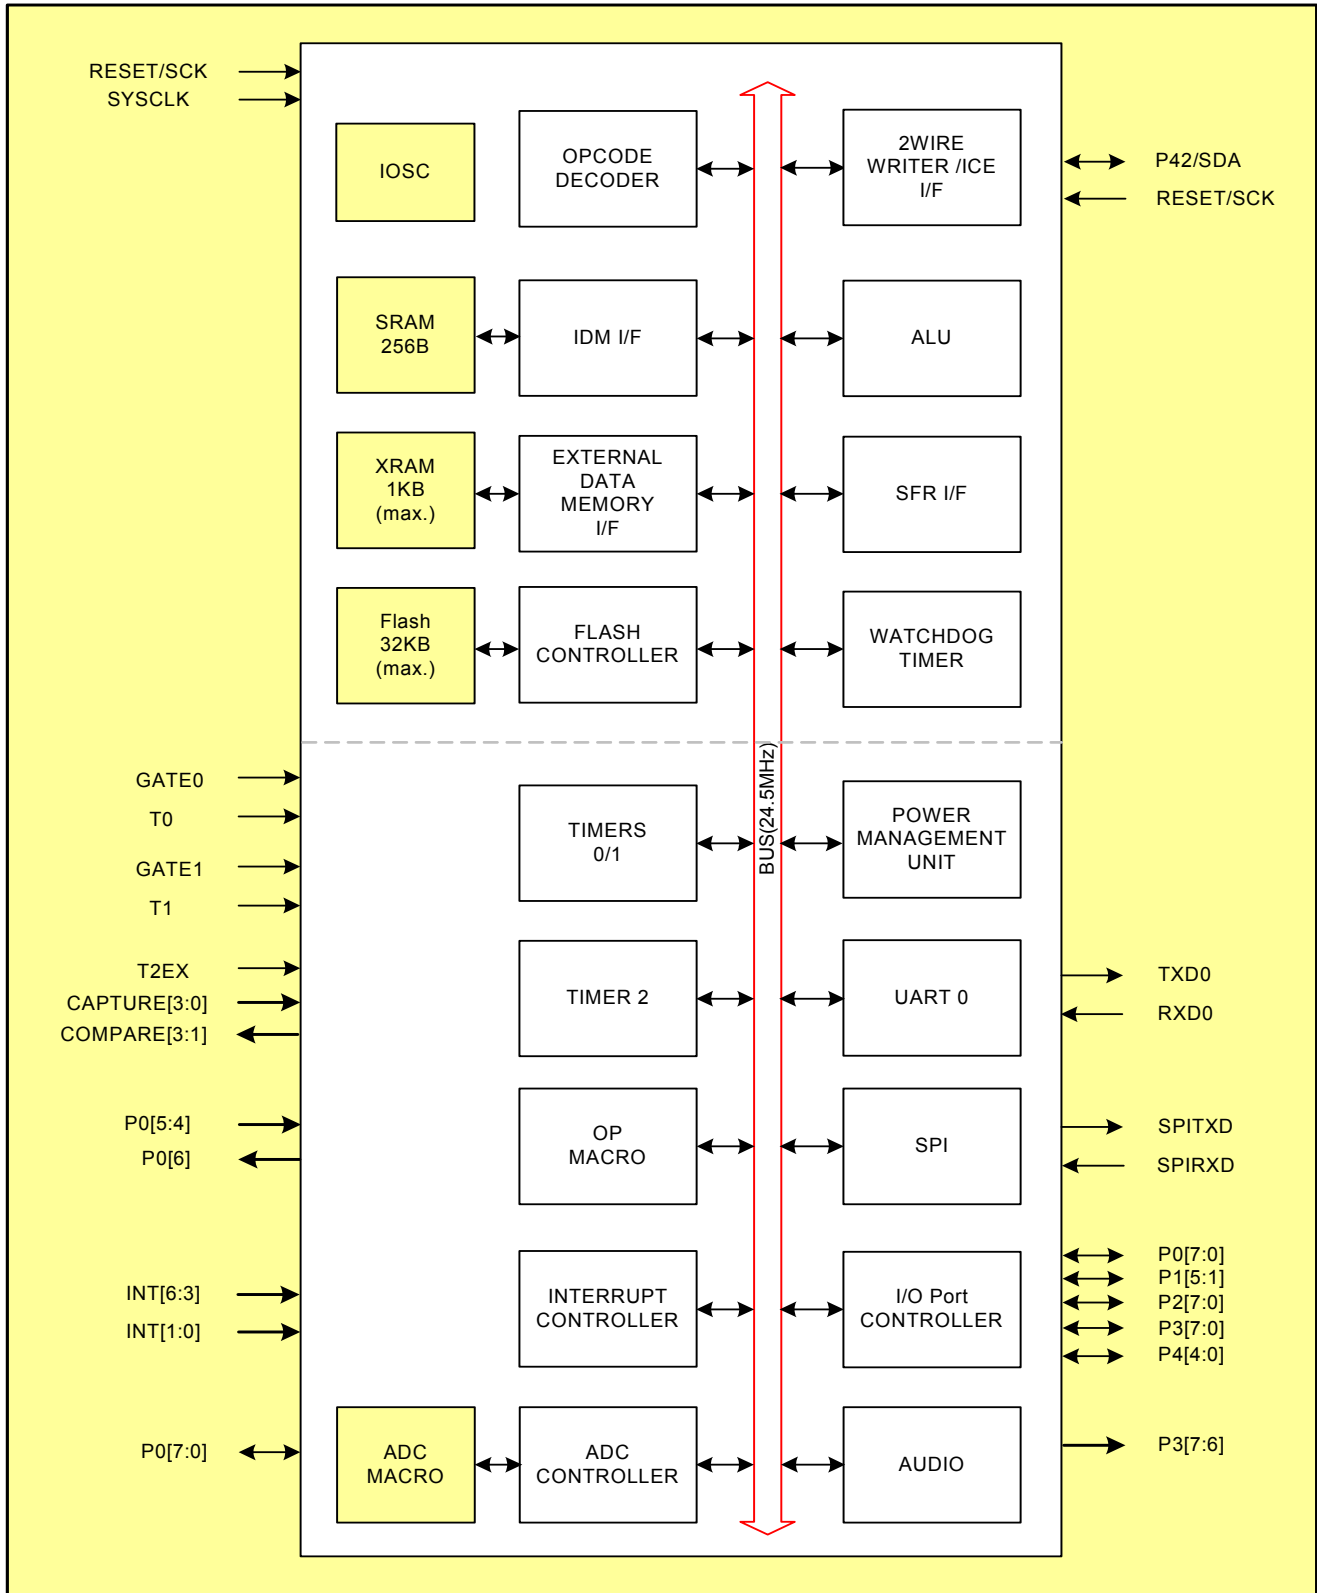 RESET/SCK
SYSCLK
IOSC
OPCODE
DECODER
2WIRE
WRITER /ICE
I/F
P42/SDA
RESET/SCK
SRAM
256B
IDM I/F
ALU
XRAM
1KB
(max.)
EXTERNAL
DATA
MEMORY
I/F
SFR I/F
Flash
32KB
(max.)
FLASH
CONTROLLER
WATCHDOG
TIMER
BUS(24.5MHz)
GATE0
T0
GATE1
T1
TIMERS
0/1
POWER
MANAGEMENT
UNIT
T2EX
CAPTURE[3:0]
COMPARE[3:1]
TIMER 2
UART 0
TXD0
RXD0
P0[5:4]
P0[6]
OP
MACRO
SPI
SPITXD
SPIRXD
INT[6:3]
INT[1:0]
INTERRUPT
CONTROLLER
I/O Port
CONTROLLER
P0[7:0]
P1[5:1]
P2[7:0]
P3[7:0]
P4[4:0]
P0[7:0]
ADC
MACRO
ADC
CONTROLLER
AUDIO
P3[7:6]